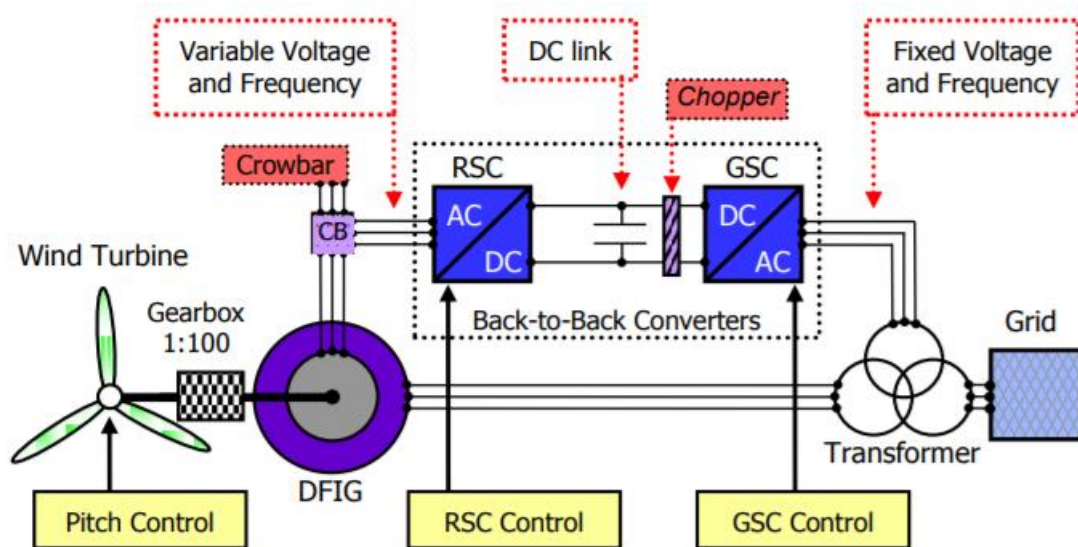 Variable Voltage
and Frequency
DC link
Fixed Voltage
and Frequency
Chopper
Crowbar
RSC
GSC
CB
AC
DC
DC
AC
Wind Turbine
Gearbox
1:100
Back-to-Back Converters
Grid
Transformer
DFIG
Pitch Control
RSC Control
GSC Control